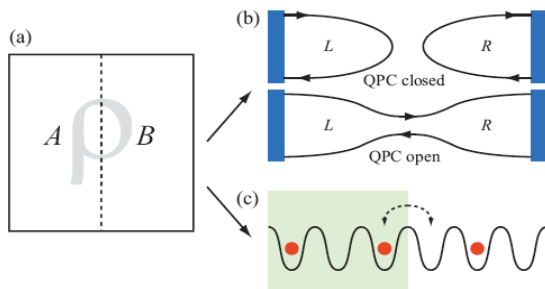 (a)
A ρ B
(b)
L R
QPC closed
L R
QPC open
(c)